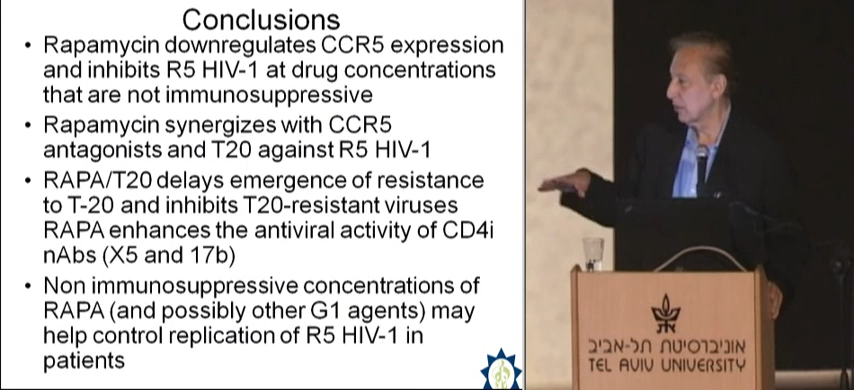 Conclusions
• Rapamycin downregulates CCR5 expression
and inhibits R5 HIV-1 at drug concentrations
that are not immunosuppressive
• Rapamycin synergizes with CCR5
antagonists and T20 against R5 HIV-1
• RAPA/T20 delays emergence of resistance
to T-20 and inhibits T20-resistant viruses
RAPA enhances the antiviral activity of CD4i
nAbs (X5 and 17b)
• Non immunosuppressive concentrations of
RAPA (and possibly other G1 agents) may
help control replication of R5 HIV-1 in
patients
אוניברסיטת תל-אביב
TEL AVIV UNIVERSITY